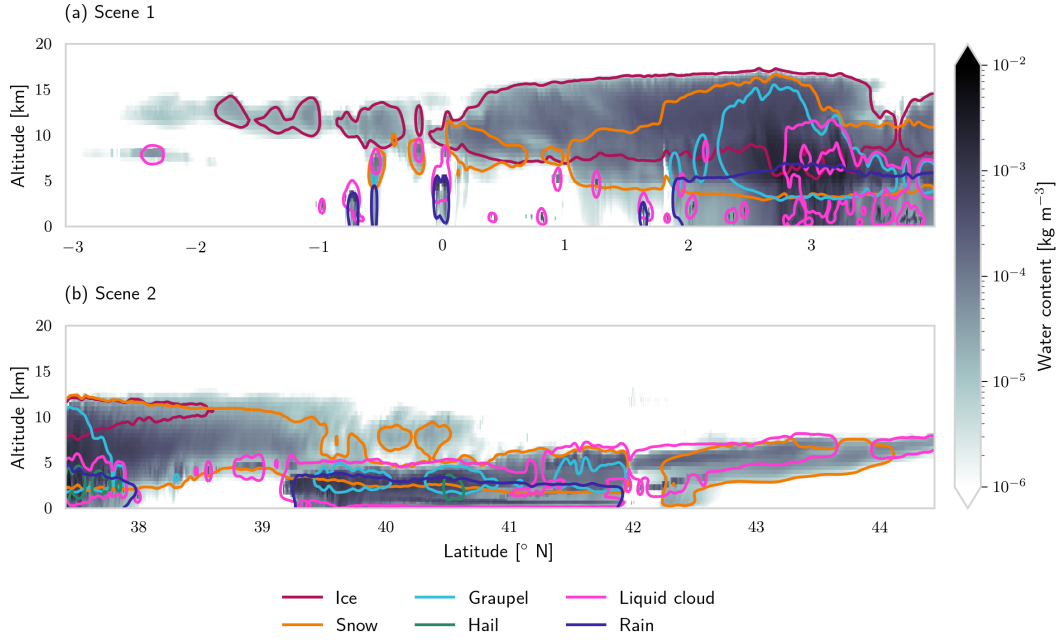 (a) Scene 1
20
15
10
5
0
Altitude [km]
−3 −2 −1 0 1 2 3
(b) Scene 2
20
15
10
5
0
Altitude [km]
38 39 40 41 42 43 44
Latitude [° N]
10⁻²
10⁻³
10⁻⁴
10⁻⁵
10⁻⁶
Water content [kg m⁻³]
Ice Graupel Liquid cloud
Snow Hail Rain